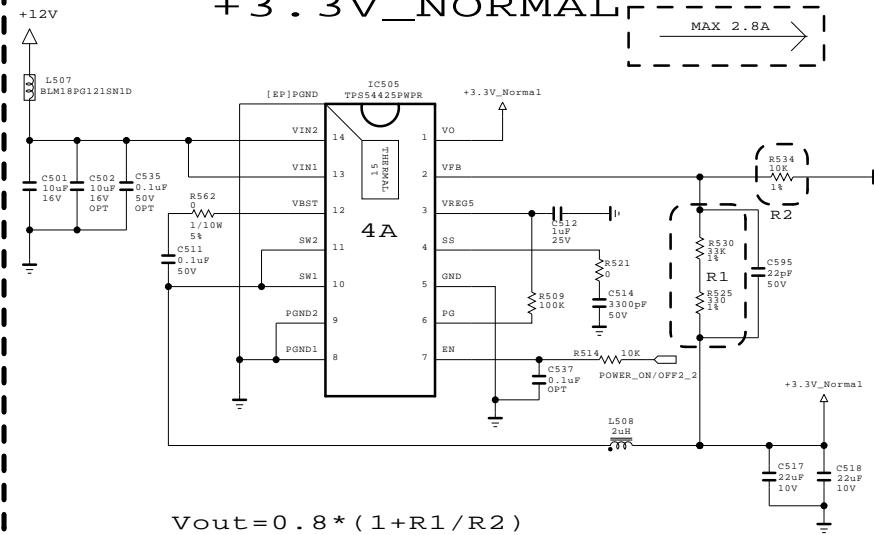 +3.3V_NORMAL
MAX 2.8A
+12V
L507
BLM18PG121SN1D
C501
10uF
16V
C502
10uF
16V
OPT
C535
0.1uF
50V
OPT
R562
0
1/10W
5%
C511
0.1uF
50V
[EP]PGND
IC505
TPS54425PWPR
+3.3V_Normal
VIN2
14
VIN1
13
VBST
12
SW2
11
SW1
10
PGND2
9
PGND1
8
THERMAL
15
4A
1
VO
2
VFB
3
VREG5
4
SS
5
GND
6
PG
7
EN
C512
1uF
25V
R521
0
C514
3300pF
50V
R509
100K
R514
10K
POWER_ON/OFF2_2
C537
0.1uF
OPT
R534
10K
1%
R2
R530
33K
1%
R1
R525
330
1%
C595
22pF
50V
L508
2uH
+3.3V_Normal
C517
22uF
10V
C518
22uF
10V
Vout=0.8*(1+R1/R2)